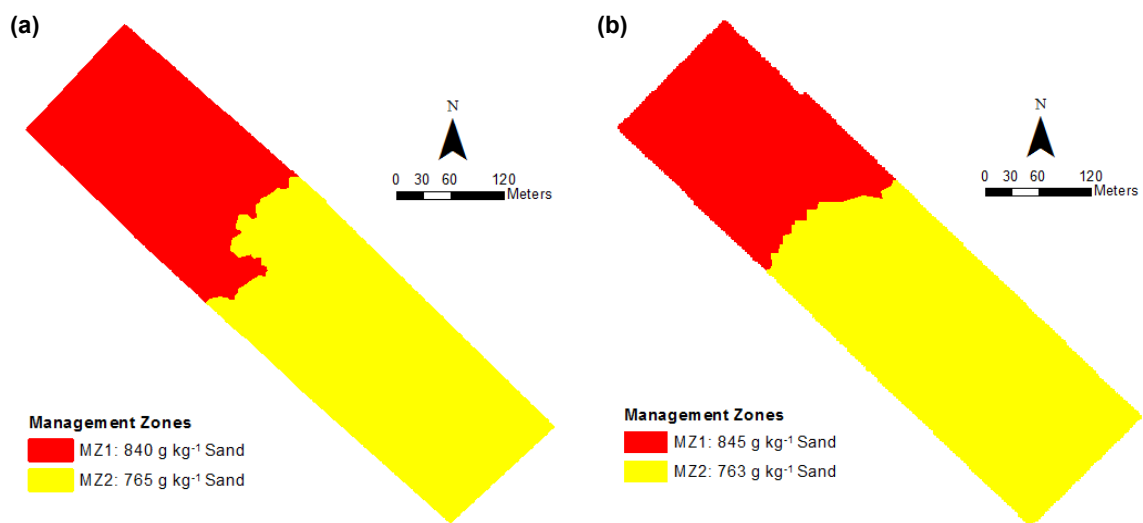 (a)
N
0 30 60 120
Meters
Management Zones
MZ1: 840 g kg⁻¹ Sand
MZ2: 765 g kg⁻¹ Sand
(b)
N
0 30 60 120
Meters
Management Zones
MZ1: 845 g kg⁻¹ Sand
MZ2: 763 g kg⁻¹ Sand